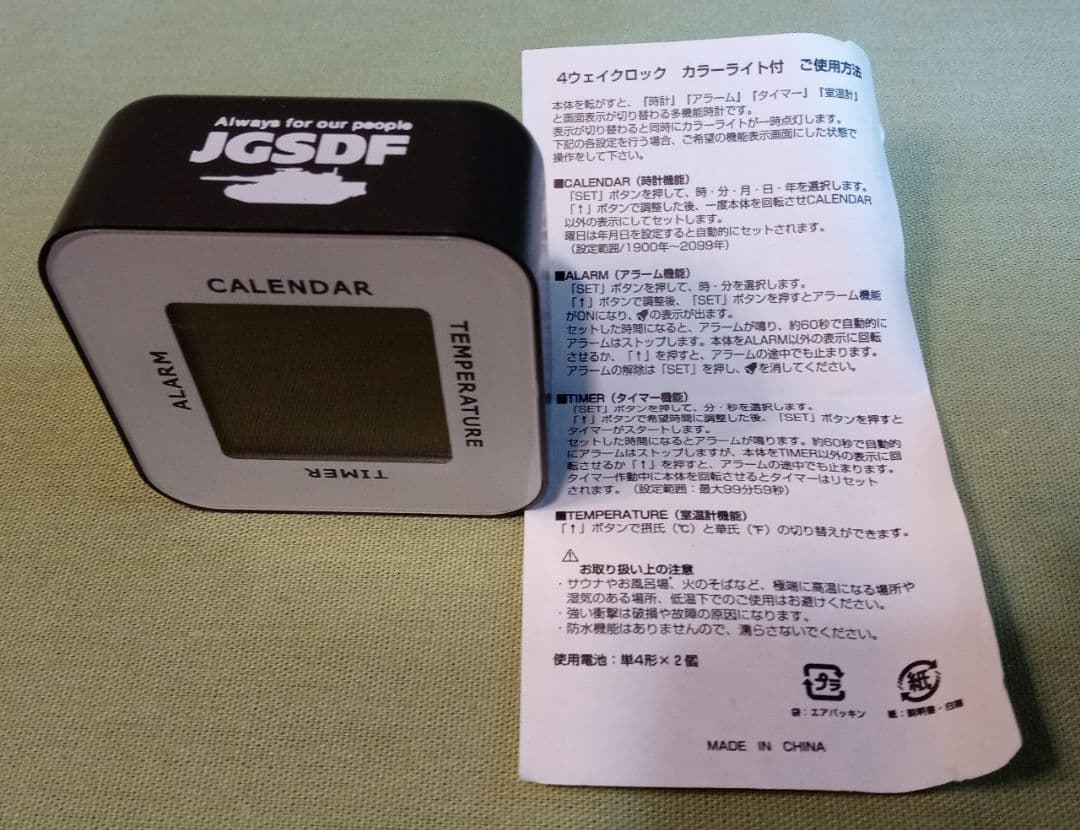 Always for our people
JGSDF
CALENDAR
TEMPERATURE
ALARM
TIMER
4ウェイクロック カラーライト付 ご使用方法
本体を転がすと、『時計』『アラーム』『タイマー』『室温計』
と画面表示が切り替わる多機能時計です。
表示が切り替わると同時にカラーライトが一時点灯します。
下記の各設定を行う場合、ご希望の機能表示画面にした状態で
操作をして下さい。
■CALENDAR（時計機能）
「SET」ボタンを押して、時・分・月・日・年を選択します。
「↑」ボタンで調整した後、一度本体を回転させCALENDAR
以外の表示にしてセットします。
曜日は年月日を設定すると自動的にセットされます。
（設定範囲/1900年～2099年）
■ALARM（アラーム機能）
「SET」ボタンを押して、時・分を選択します。
「↑」ボタンで調整後、「SET」ボタンを押すとアラーム機能
がONになり、の表示が出ます。
セットした時間になると、アラームが鳴り、約60秒で自動的に
アラームはストップします。本体をALARM以外の表示に回転
させるか、「↑」を押すと、アラームの途中でも止まります。
アラームの解除は「SET」を押し、を消してください。
■TIMER（タイマー機能）
「SET」ボタンを押して、分・秒を選択します。
「↑」ボタンで希望時間に調整した後、「SET」ボタンを押すと
タイマーがスタートします。
セットした時間になるとアラームが鳴ります。約60秒で自動的
にアラームはストップしますが、本体をTIMER以外の表示に回
転させるか「↑」を押すと、アラームの途中でも止まります。
タイマー作動中に本体を回転させるとタイマーはリセット
されます。（設定範囲：最大99分59秒）
■TEMPERATURE（室温計機能）
「↑」ボタンで摂氏（℃）と華氏（℉）の切り替えができます。
⚠
お取り扱い上の注意
・サウナやお風呂場、火のそばなど、極端に高温になる場所や
湿気のある場所、低温下でのご使用はお避けください。
・強い衝撃は破損や故障の原因になります。
・防水機能はありませんので、濡らさないでください。
使用電池：単4形×2個
プラ
紙
袋：エアパッキン
紙：説明書・白箱
MADE IN CHINA